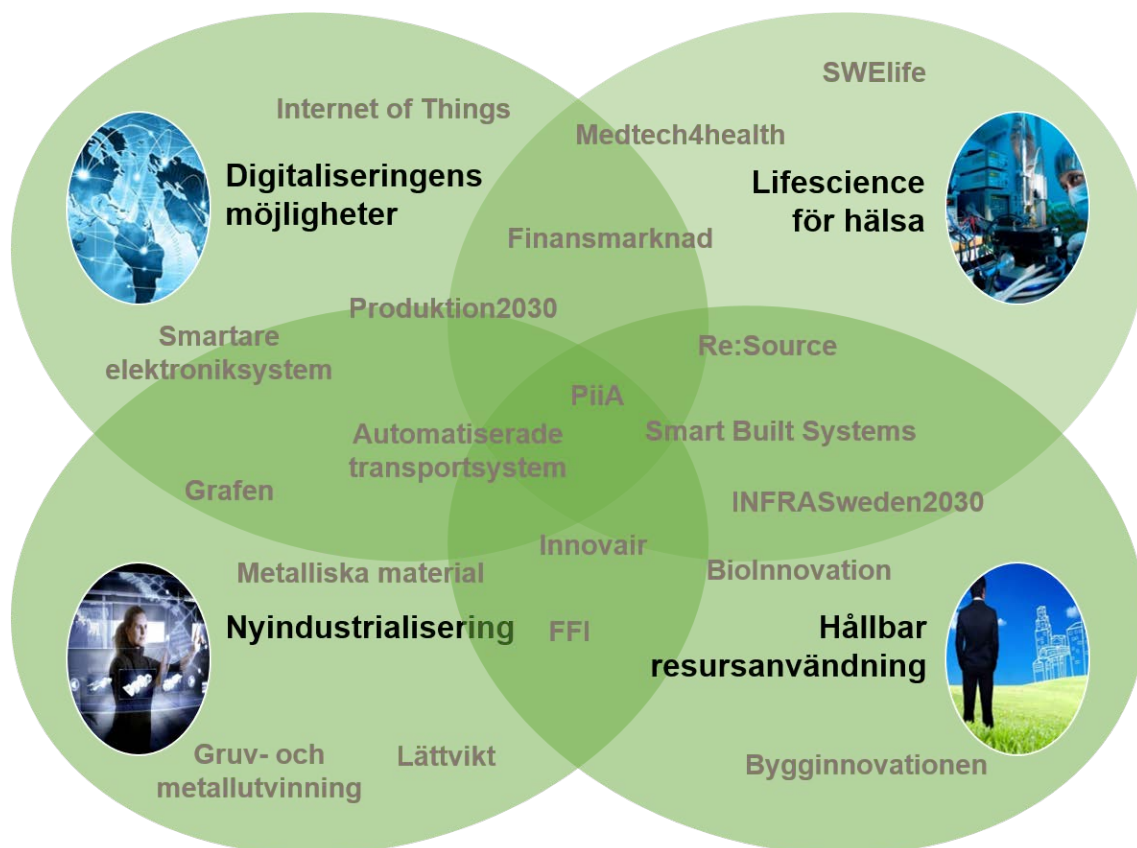 SWElife
Internet of Things
Medtech4health
Digitaliseringens
möjligheter
Lifescience
för hälsa
Finansmarknad
Produktion2030
Smartare
elektroniksystem
Re:Source
PiiA
Automatiserade
transportsystem
Smart Built Systems
Grafen
INFRASweden2030
Innovair
Metalliska material
BioInnovation
Nyindustrialisering
FFI
Hållbar
resursanvändning
Gruv- och
metallutvinning
Lättvikt
Bygginnovationen